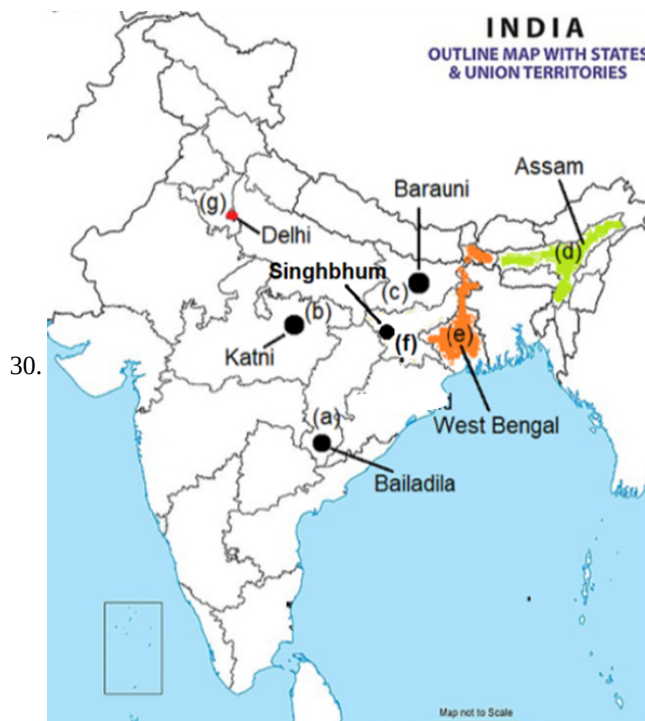 INDIA
OUTLINE MAP WITH STATES
& UNION TERRITORIES
Assam
Barauni
(g)
(d)
Delhi
Singhbhum
(c)
(b)
(f)
(e)
Katni
30.
(a)
West Bengal
Bailadila
Map not to Scale